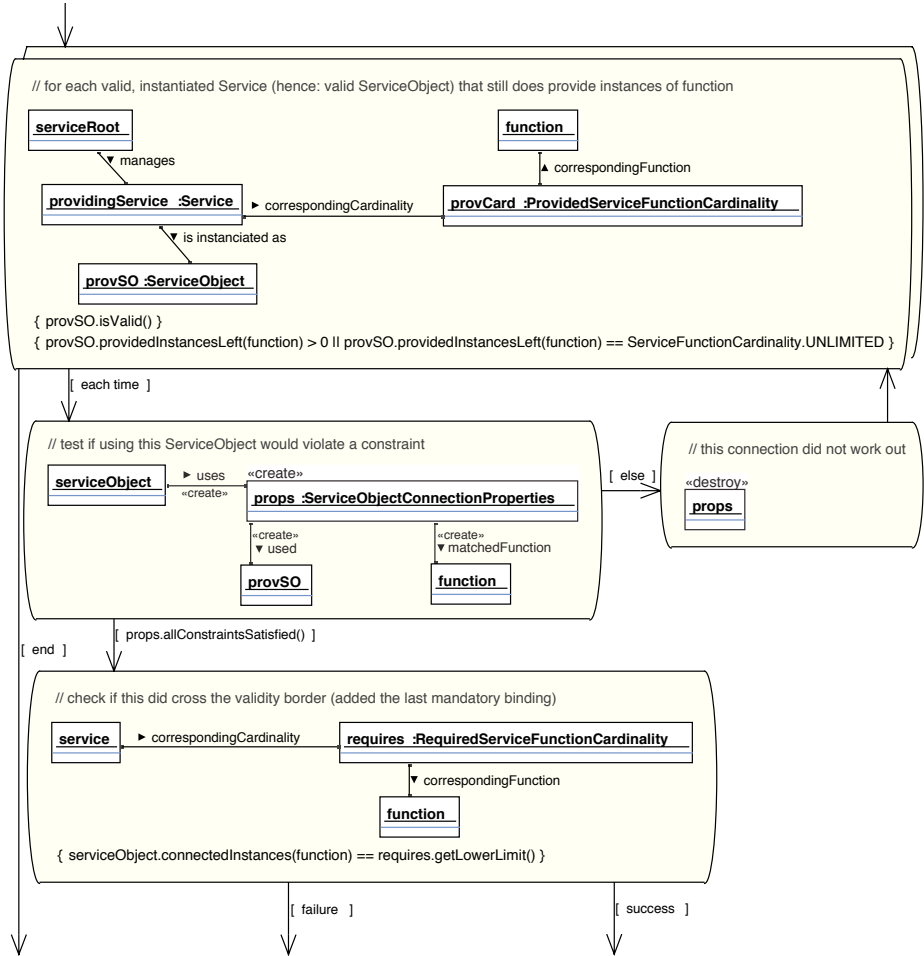 // for each valid, instantiated Service (hence: valid ServiceObject) that still does provide instances of function
serviceRoot
function
▼ manages
▲ correspondingFunction
providingService :Service
► correspondingCardinality
provCard :ProvidedServiceFunctionCardinality
▼ is instanciated as
provSO :ServiceObject
{ provSO.isValid() }
{ provSO.providedInstancesLeft(function) > 0 || provSO.providedInstancesLeft(function) == ServiceFunctionCardinality.UNLIMITED }
[ each time ]
// test if using this ServiceObject would violate a constraint
// this connection did not work out
serviceObject
► uses
«create»
«create»
props :ServiceObjectConnectionProperties
[ else ]
«destroy»
props
«create»
▼ used
«create»
▼ matchedFunction
provSO
function
[ props.allConstraintsSatisfied() ]
[ end ]
// check if this did cross the validity border (added the last mandatory binding)
service
► correspondingCardinality
requires :RequiredServiceFunctionCardinality
▼ correspondingFunction
function
{ serviceObject.connectedInstances(function) == requires.getLowerLimit() }
[ failure ]
[ success ]